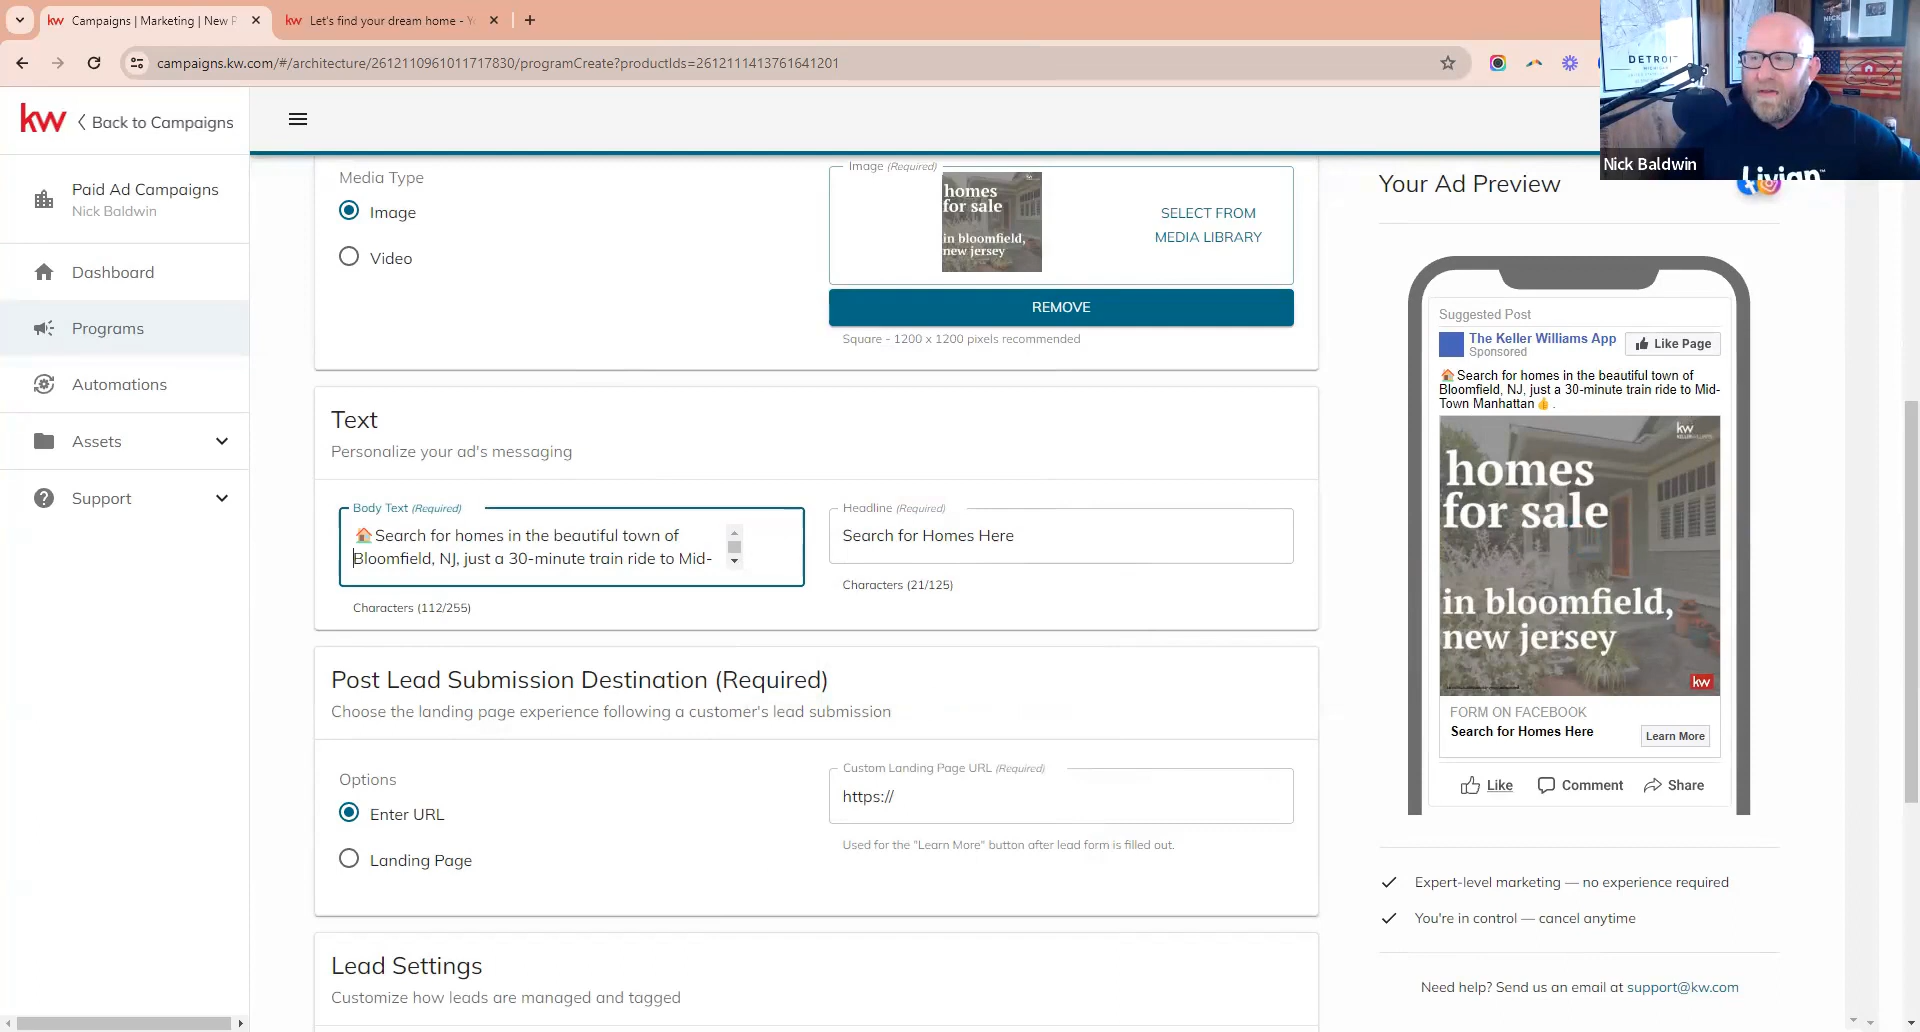 Campaigns | Marketing | New P
Let's find your dream home - Y
campaigns.kw.com/#/architecture/2612110961011717830/programCreate?productIds=2612111413761641201
DETROIT
Nick Baldwin
Livian™
kw
Back to Campaigns
Paid Ad Campaigns
Nick Baldwin
Dashboard
Programs
Automations
Assets
Support
Media Type
Image
Video
Image (Required)
homes
for sale
in bloomfield,
new jersey
SELECT FROM
MEDIA LIBRARY
REMOVE
Square - 1200 x 1200 pixels recommended
Text
Personalize your ad's messaging
Body Text (Required)
🏠Search for homes in the beautiful town of
Bloomfield, NJ, just a 30-minute train ride to Mid-
Characters (112/255)
Headline (Required)
Search for Homes Here
Characters (21/125)
Post Lead Submission Destination (Required)
Choose the landing page experience following a customer's lead submission
Options
Enter URL
Landing Page
Custom Landing Page URL (Required)
https://
Used for the "Learn More" button after lead form is filled out.
Lead Settings
Customize how leads are managed and tagged
Your Ad Preview
Suggested Post
The Keller Williams App
Sponsored
Like Page
🏠Search for homes in the beautiful town of
Bloomfield, NJ, just a 30-minute train ride to Mid-
Town Manhattan👍 .
kw
KELLERWILLIAMS
homes
for sale
in bloomfield,
new jersey
kw
FORM ON FACEBOOK
Search for Homes Here
Learn More
Like
Comment
Share
Expert-level marketing — no experience required
You're in control — cancel anytime
Need help? Send us an email at support@kw.com